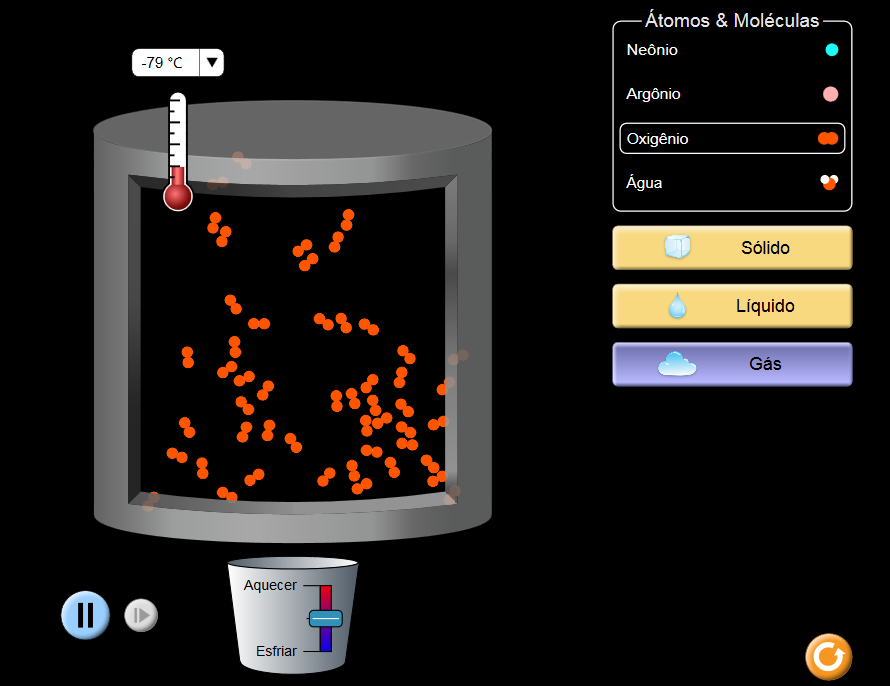 Átomos & Moléculas
-79 °C
Neônio
Argônio
Oxigênio
Água
Sólido
Líquido
Gás
Aquecer
Esfriar